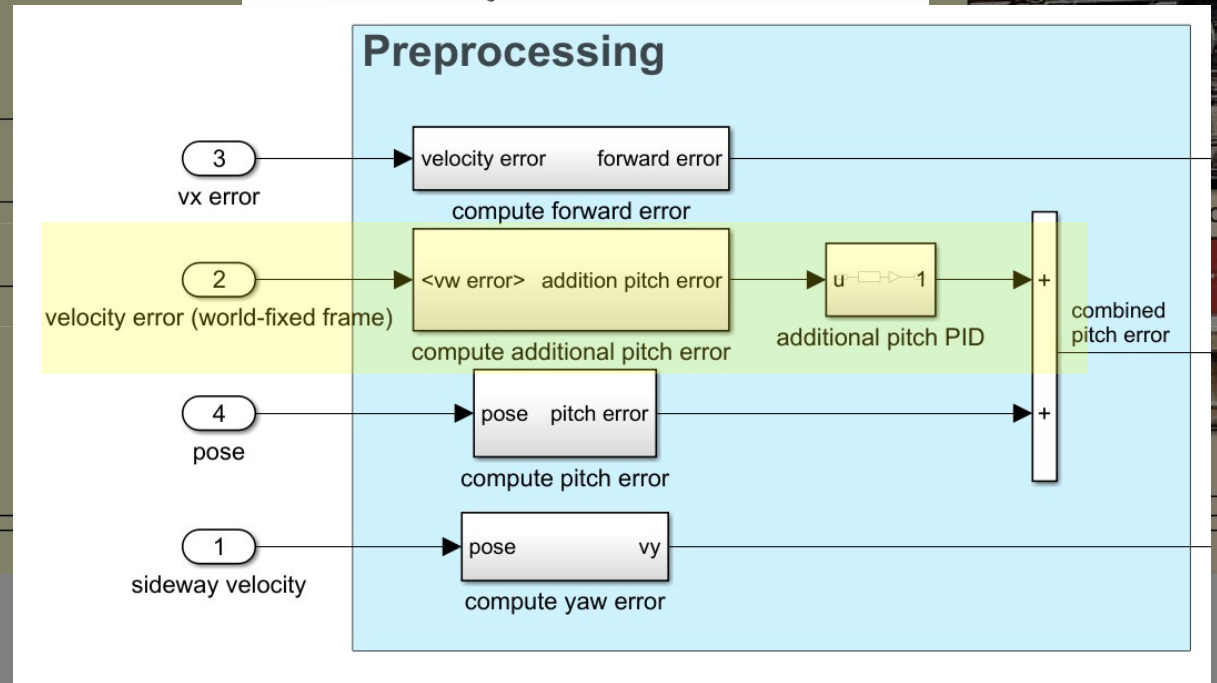 Preprocessing
3
velocity error forward error
vx error
compute forward error
2
<vw error> addition pitch error
u 1
+
velocity error (world-fixed frame)
compute additional pitch error
additional pitch PID
combined
pitch error
4
pose pitch error
+
pose
compute pitch error
1
pose vy
sideway velocity
compute yaw error